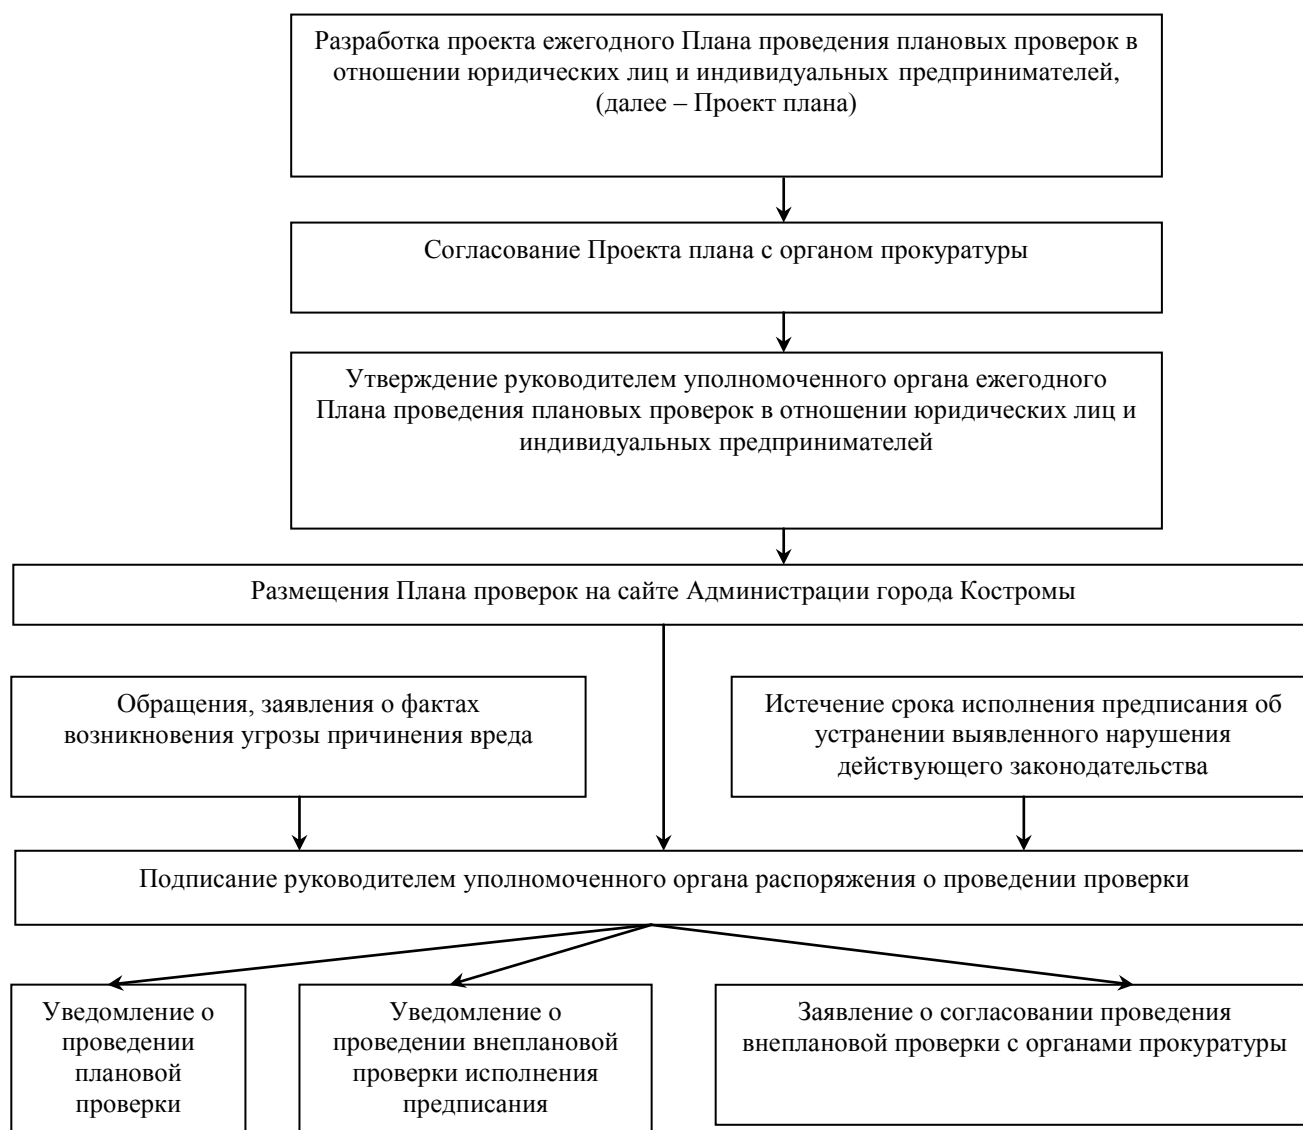 Разработка проекта ежегодного Плана проведения плановых проверок в
отношении юридических лиц и индивидуальных предпринимателей,
(далее – Проект плана)
Согласование Проекта плана с органом прокуратуры
Утверждение руководителем уполномоченного органа ежегодного
Плана проведения плановых проверок в отношении юридических лиц и
индивидуальных предпринимателей
Размещения Плана проверок на сайте Администрации города Костромы
Обращения, заявления о фактах
возникновения угрозы причинения вреда
Истечение срока исполнения предписания об
устранении выявленного нарушения
действующего законодательства
Подписание руководителем уполномоченного органа распоряжения о проведении проверки
Уведомление о
проведении
плановой
проверки
Уведомление о
проведении внеплановой
проверки исполнения
предписания
Заявление о согласовании проведения
внеплановой проверки с органами прокуратуры